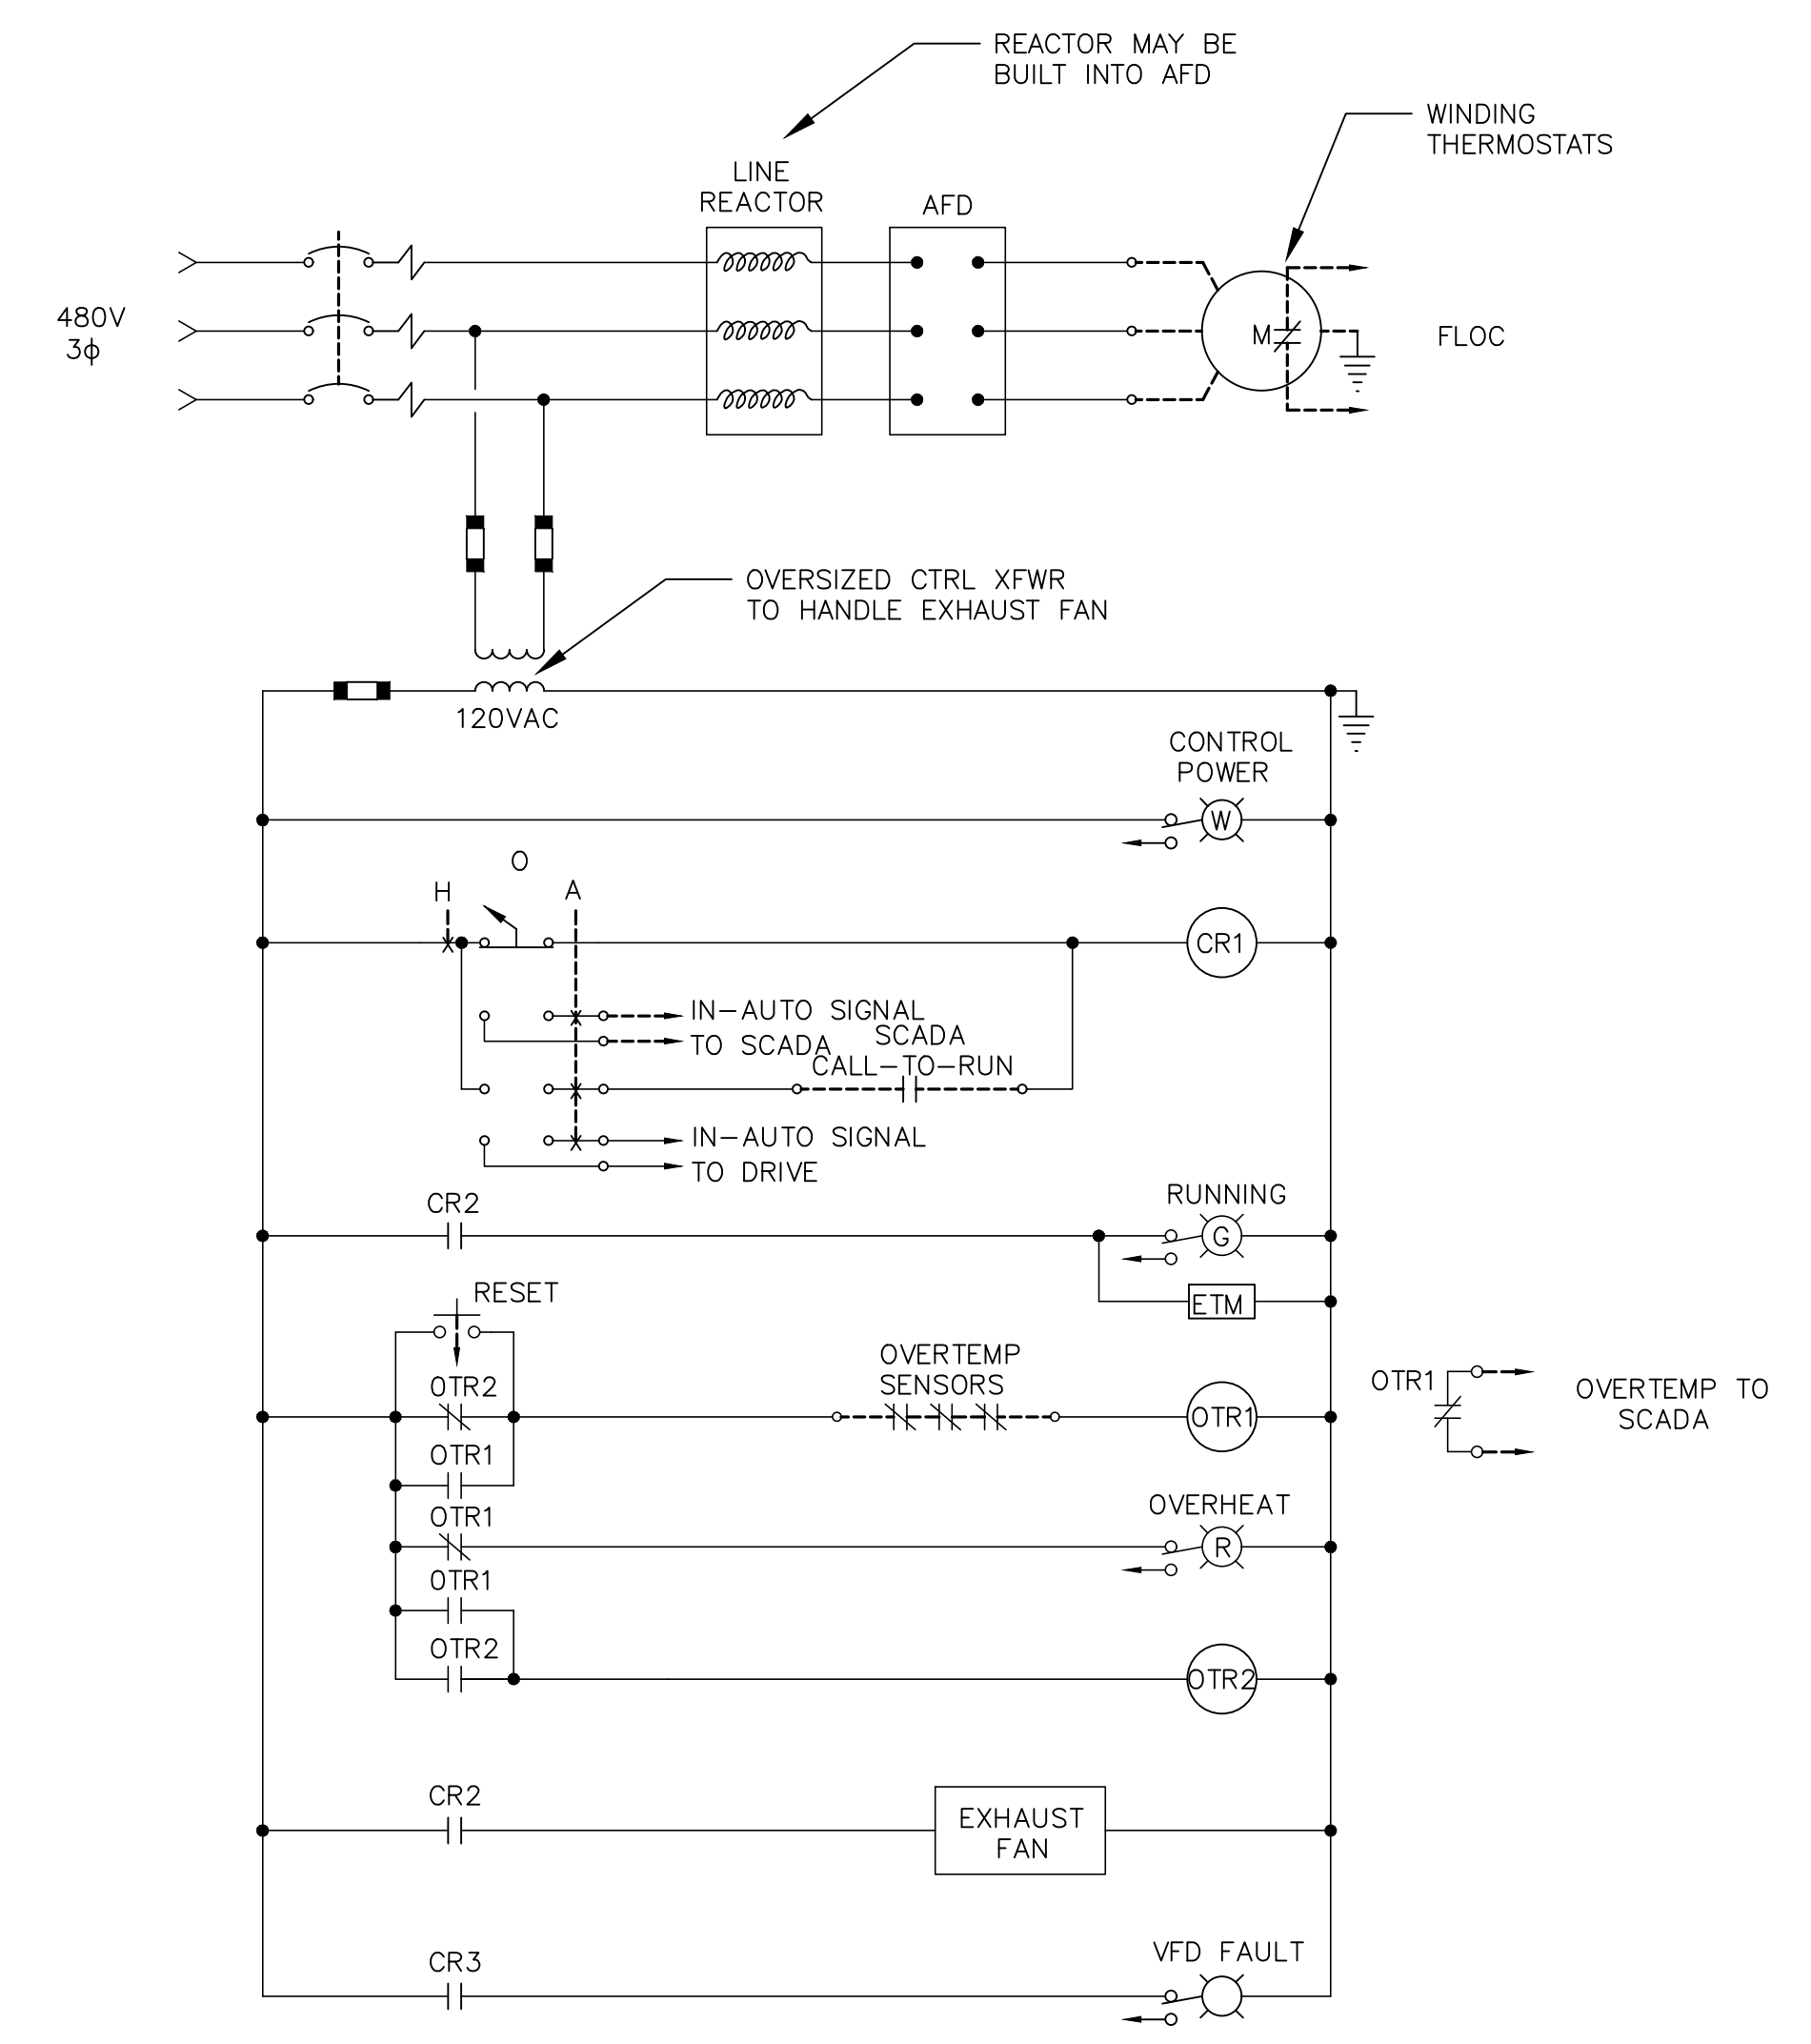 REACTOR MAY BE
BUILT INTO AFD
WINDING
THERMOSTATS
LINE
REACTOR
AFD
480V
3ϕ
M
FLOC
OVERSIZED CTRL XFWR
TO HANDLE EXHAUST FAN
120VAC
CONTROL
POWER
W
O
H
A
CR1
IN-AUTO SIGNAL
TO SCADA
SCADA
CALL-TO-RUN
IN-AUTO SIGNAL
TO DRIVE
CR2
RUNNING
G
ETM
RESET
OTR2
OVERTEMP
SENSORS
OTR1
OTR1
OVERTEMP TO
SCADA
OTR1
OTR1
OVERHEAT
R
OTR1
OTR2
OTR2
CR2
EXHAUST
FAN
CR3
VFD FAULT